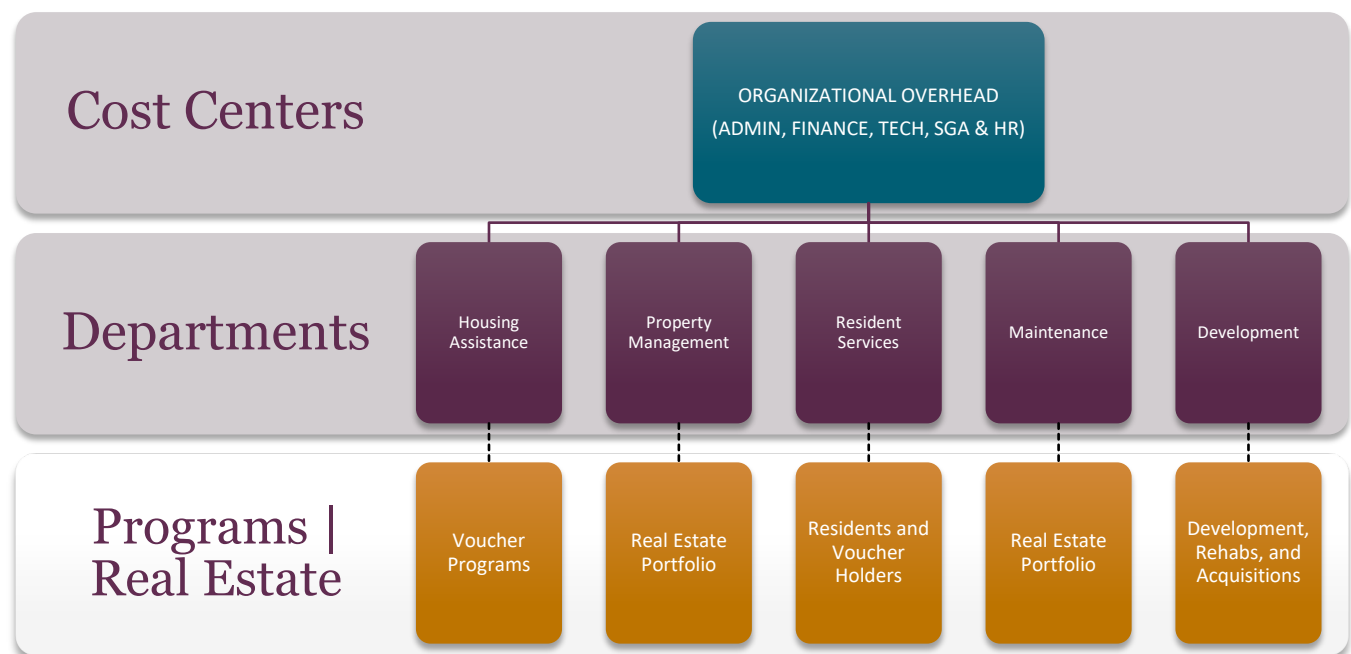 Cost Centers
ORGANIZATIONAL OVERHEAD
(ADMIN, FINANCE, TECH, SGA & HR)
Departments
Housing
Assistance
Property
Management
Resident
Services
Maintenance
Development
Programs |
Real Estate
Voucher
Programs
Real Estate
Portfolio
Residents and
Voucher
Holders
Real Estate
Portfolio
Development,
Rehabs, and
Acquisitions